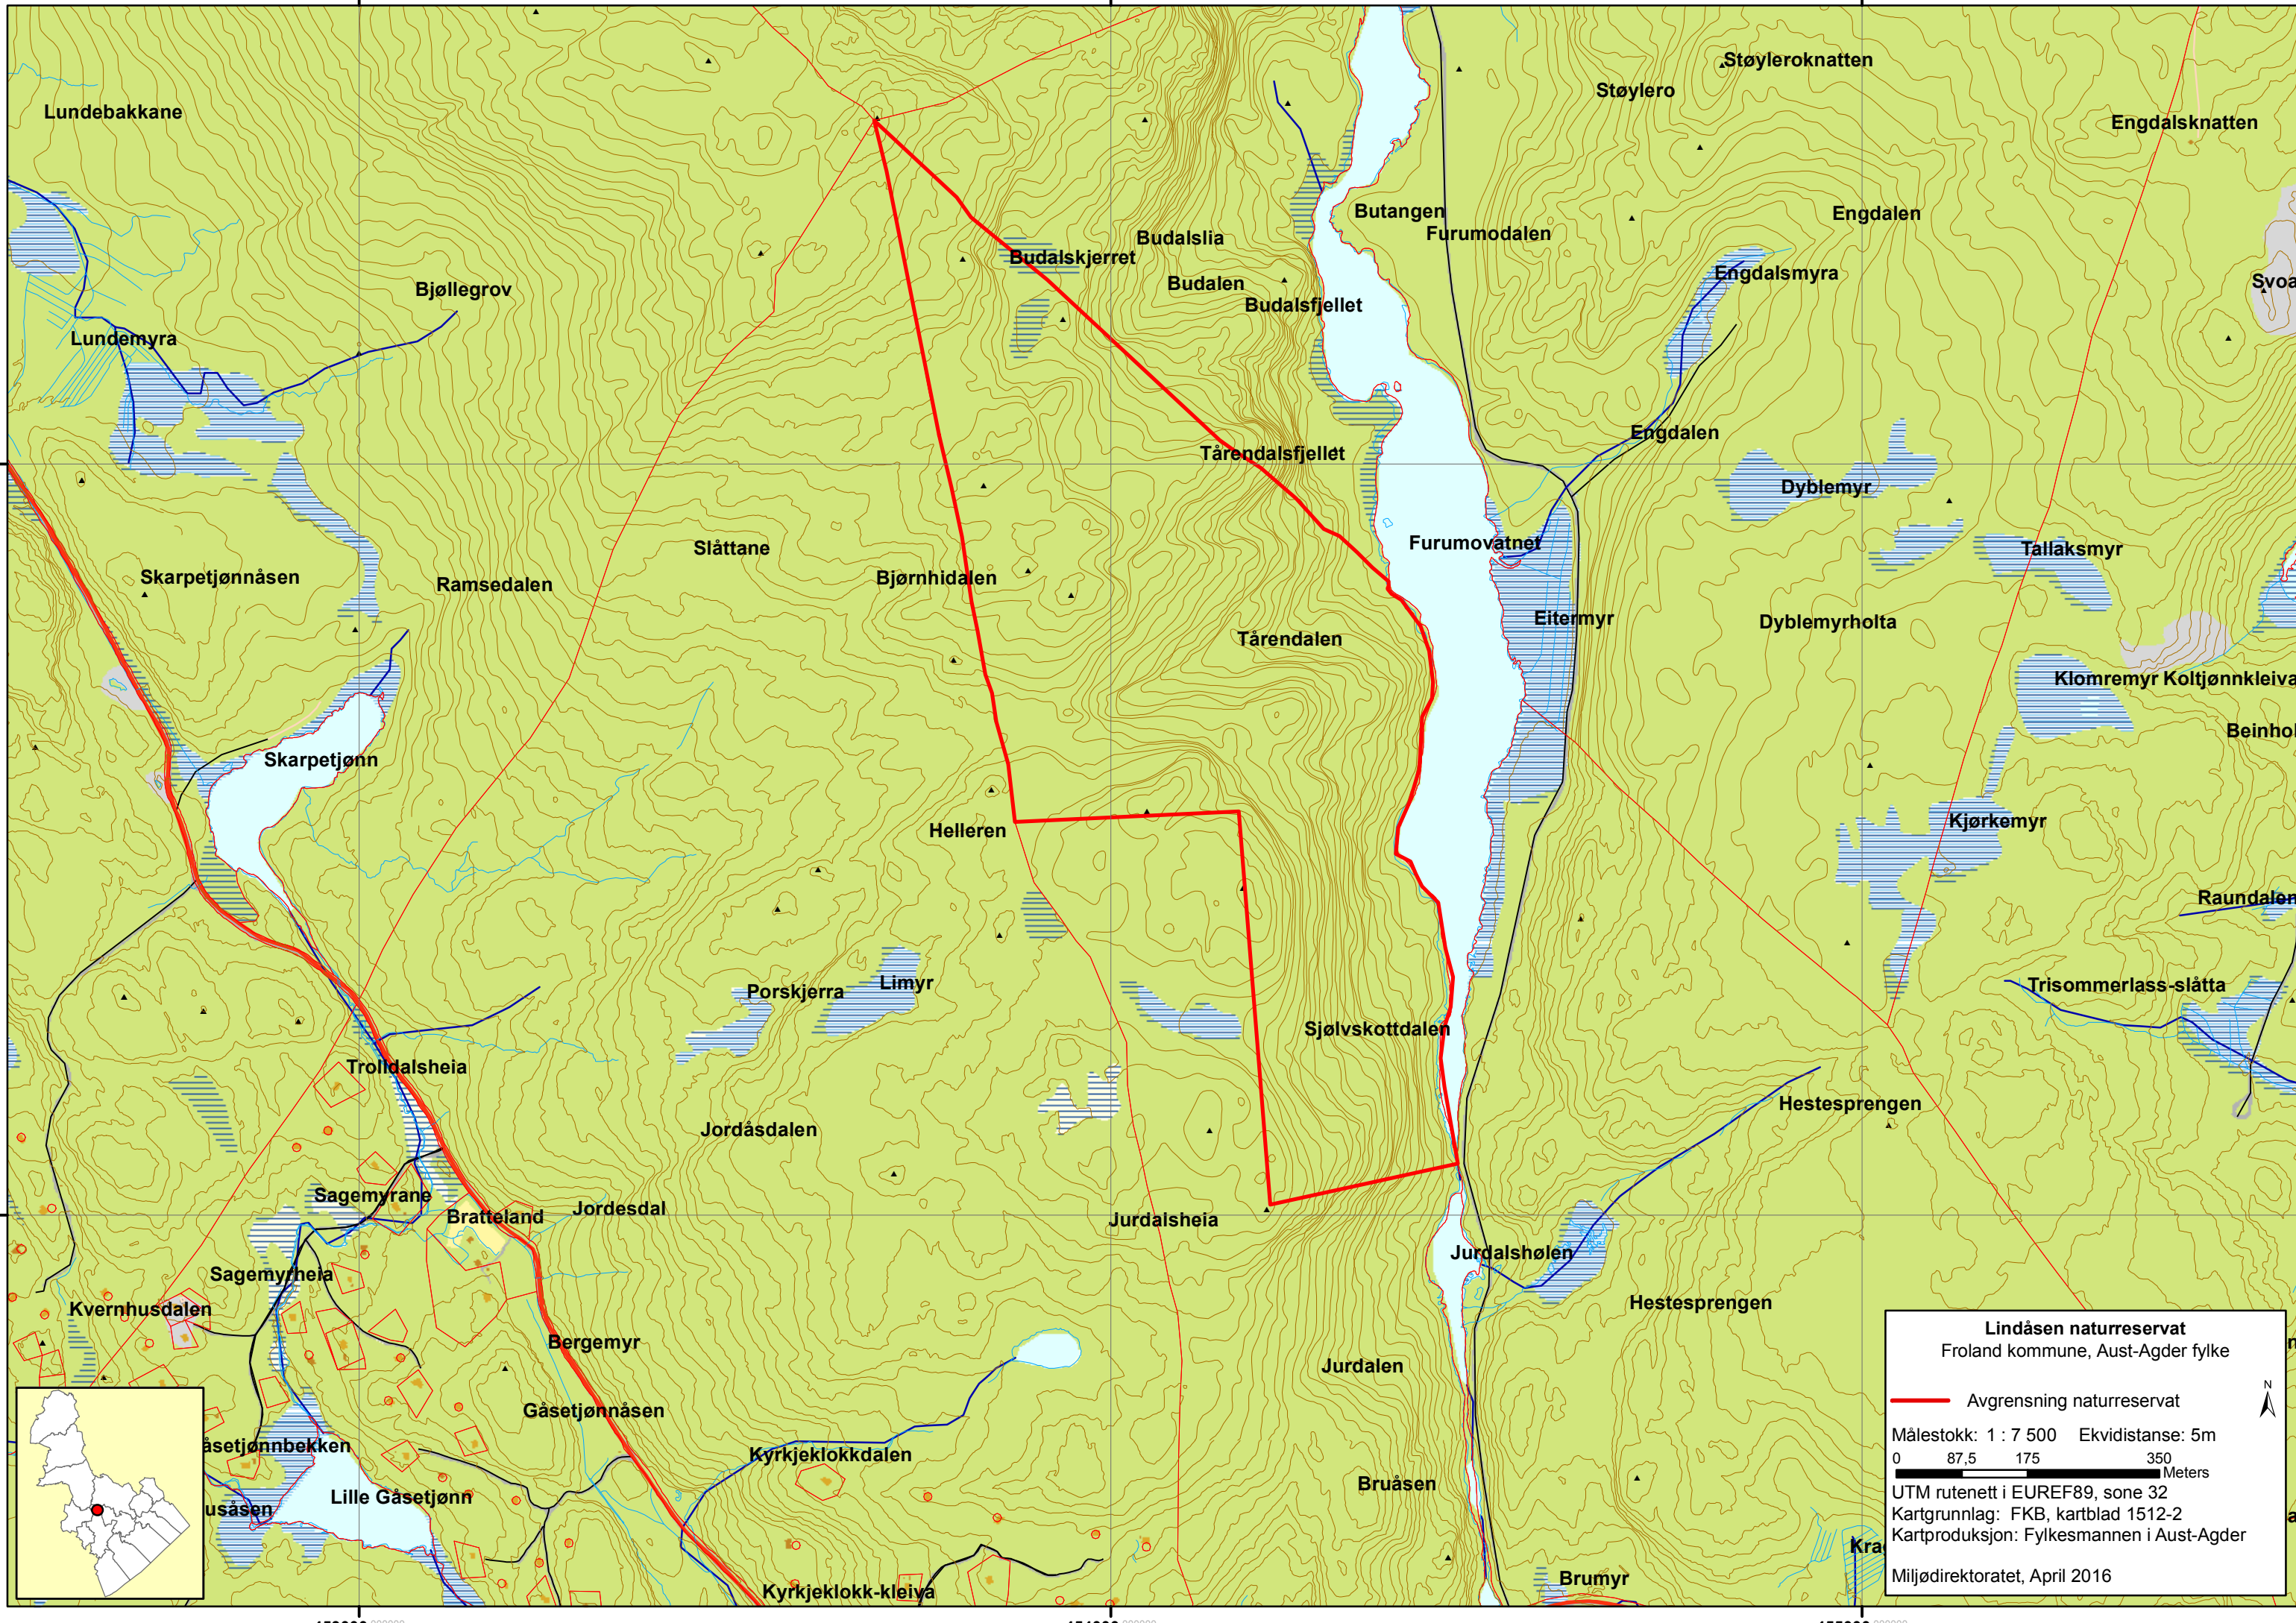 Støyleroknatten
Støylero
Lundebakkane
Engdalsknatten
Butangen
Engdalen
Furumodalen
Budalslia
Budalskjerret
Engdalsmyra
Budalen
Svoa
Bjøllegrov
Budalsfjellet
Lundemyra
Engdalen
Tårendalsfjellet
Dyblemyr
Furumovatnet
Slåttane
Tallaksmyr
Skarpetjønnåsen
Bjørnhidalen
Ramsedalen
Eitermyr
Dyblemyrholta
Tårendalen
Klomremyr Koltjønnkleiva
Beinhol
Skarpetjønn
Kjørkemyr
Helleren
Raundalen
Limyr
Trisommerlass-slåtta
Porskjerra
Sjølvskottdalen
Trolldalsheia
Hestesprengen
Jordåsdalen
Sagemyrane
Jordesdal
Bratteland
Jurdalsheia
Jurdalshølen
Sagemyrheia
Hestesprengen
Kvernhusdalen
Bergemyr
Jurdalen
Gåsetjønnåsen
åsetjønnbekken
Kyrkjeklokkdalen
Bruåsen
Lille Gåsetjønn
usåsen
Brumyr
Kyrkjeklokk-kleiva
Lindåsen naturreservat
Froland kommune, Aust-Agder fylke
N
Avgrensning naturreservat
Målestokk: 1 : 7 500 Ekvidistanse: 5m
0 87,5 175 350
Meters
UTM rutenett i EUREF89, sone 32
Kartgrunnlag: FKB, kartblad 1512-2
Kartproduksjon: Fylkesmannen i Aust-Agder
Miljødirektoratet, April 2016